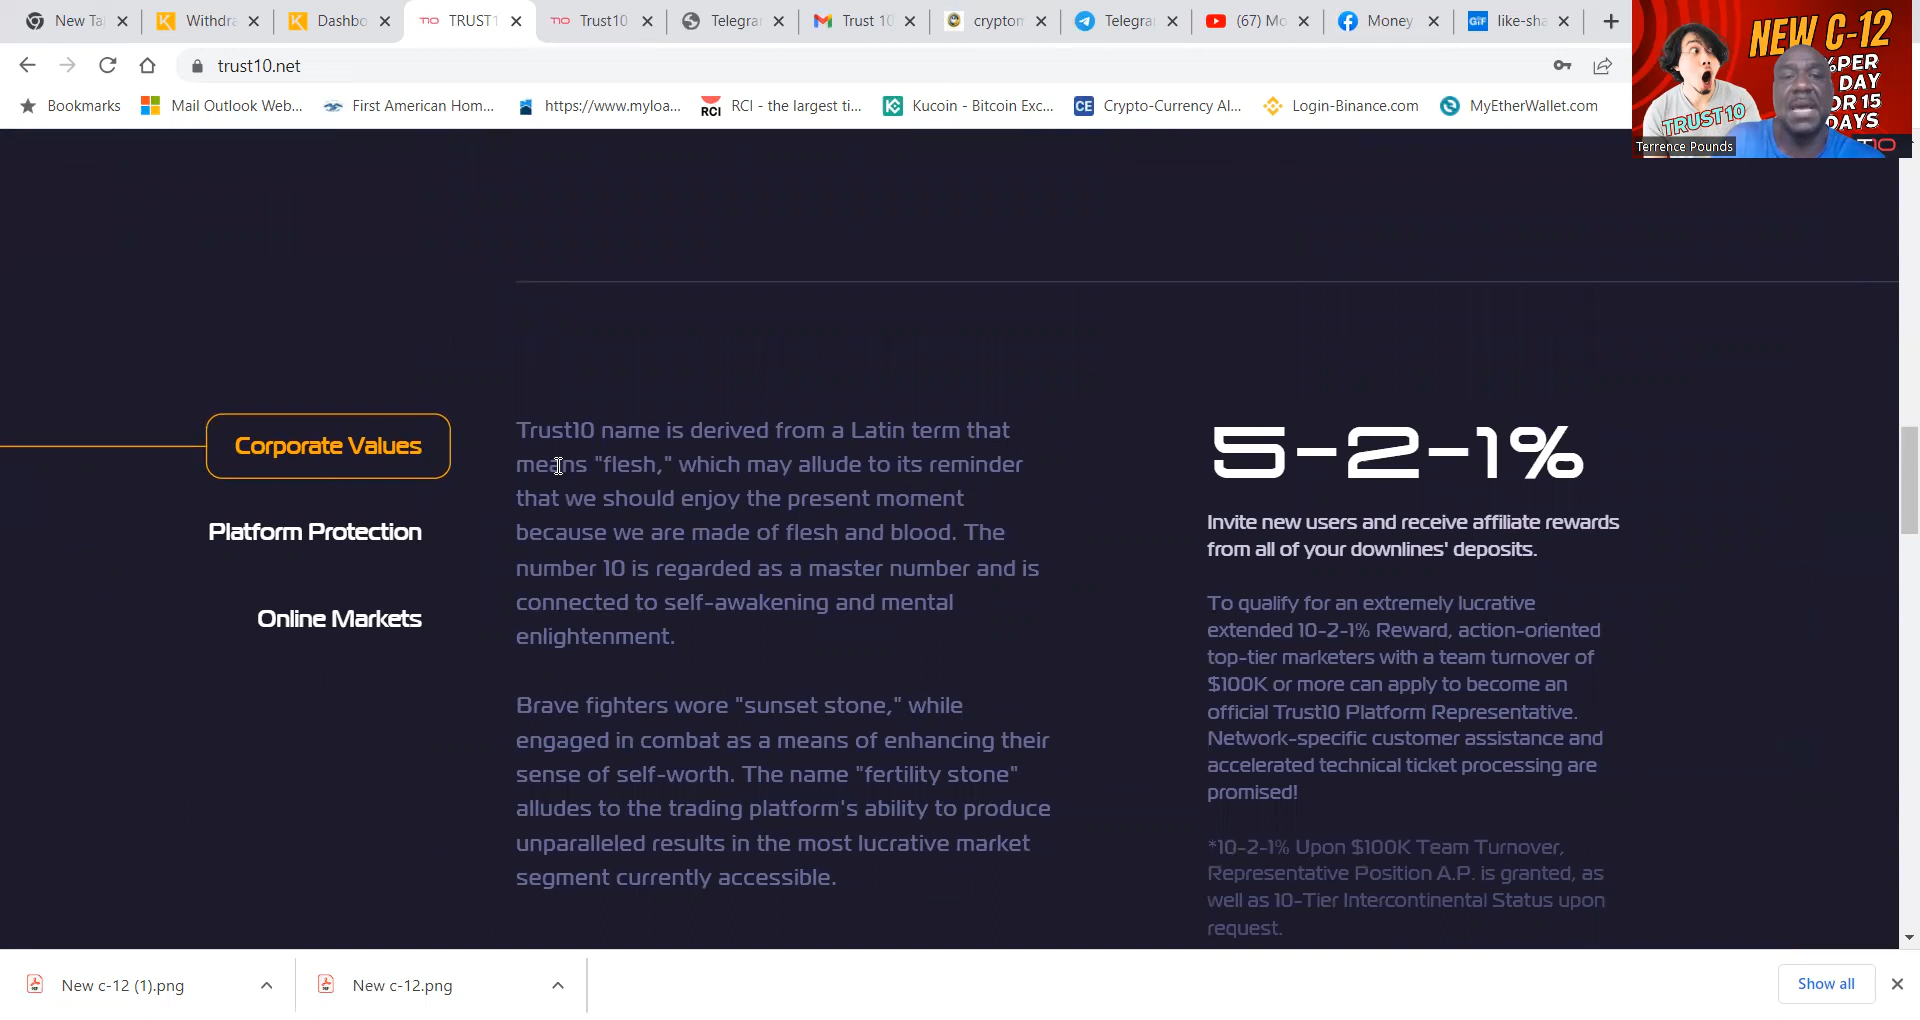 New Ta
Withdra
Dashbo
TRUST1
Trust10
Telegra
Trust 10
cryptom
Telegra
(67) Mo
Money
GIF
like-sha
trust10.net
Bookmarks
Mail Outlook Web...
First American Hom...
https://www.myloa...
RCI
RCI - the largest ti...
Kucoin - Bitcoin Exc...
CE
Crypto-Currency Al...
Login-Binance.com
MyEtherWallet.com
NEW C-12
%PER
DAY
OR 15
DAYS
TRUST10
Terrence Pounds
Corporate Values
Platform Protection
Online Markets
Trust10 name is derived from a Latin term that
means "flesh," which may allude to its reminder
that we should enjoy the present moment
because we are made of flesh and blood. The
number 10 is regarded as a master number and is
connected to self-awakening and mental
enlightenment.
Brave fighters wore "sunset stone," while
engaged in combat as a means of enhancing their
sense of self-worth. The name "fertility stone"
alludes to the trading platform's ability to produce
unparalleled results in the most lucrative market
segment currently accessible.
5-2-1%
Invite new users and receive affiliate rewards
from all of your downlines' deposits.
To qualify for an extremely lucrative
extended 10-2-1% Reward, action-oriented
top-tier marketers with a team turnover of
$100K or more can apply to become an
official Trust10 Platform Representative.
Network-specific customer assistance and
accelerated technical ticket processing are
promised!
*10-2-1% Upon $100K Team Turnover,
Representative Position A.P. is granted, as
well as 10-Tier Intercontinental Status upon
request.
New c-12 (1).png
New c-12.png
Show all